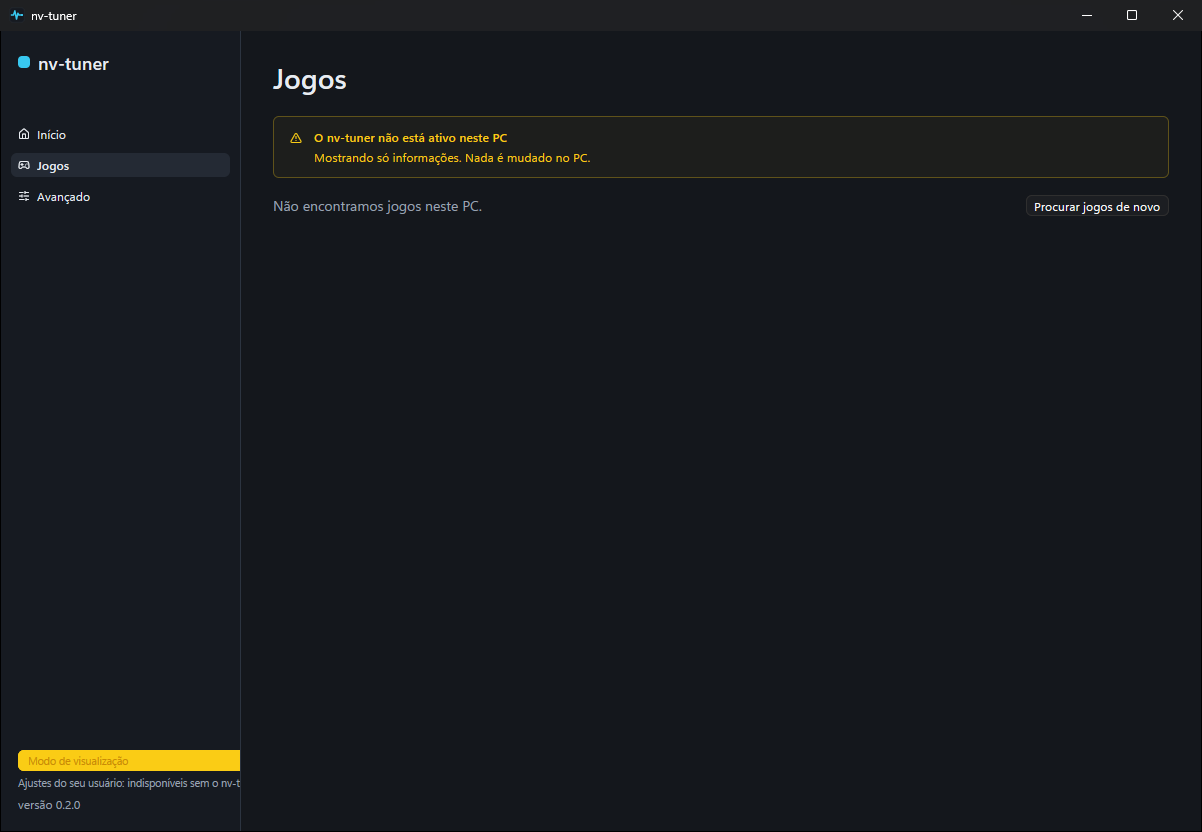 nv-tuner
nv-tuner
Início
Jogos
Avançado
Modo de visualização
Ajustes do seu usuário: indisponíveis sem o nv-t
versão 0.2.0
Jogos
O nv-tuner não está ativo neste PC
Mostrando só informações. Nada é mudado no PC.
Não encontramos jogos neste PC.
Procurar jogos de novo